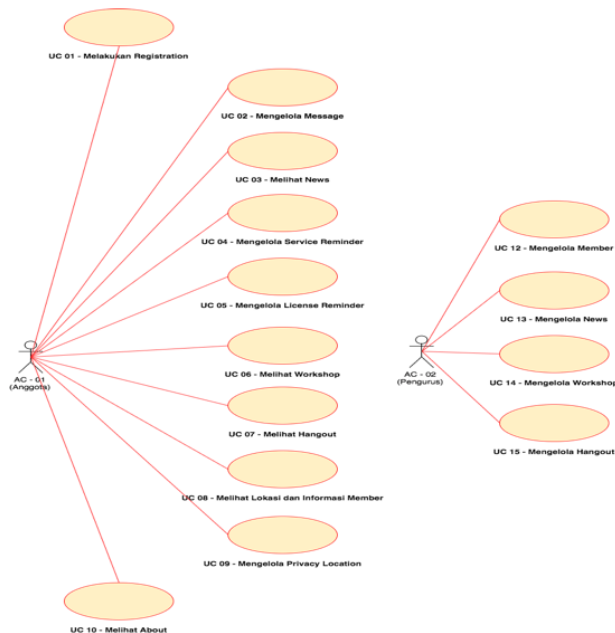 UC 01 - Melakukan Registration
UC 02 - Mengelola Message
UC 03 - Melihat News
UC 04 - Mengelola Service Reminder
UC 05 - Mengelola License Reminder
UC 06 - Melihat Workshop
UC 07 - Melihat Hangout
UC 08 - Melihat Lokasi dan Informasi Member
UC 09 - Mengelola Privacy Location
UC 10 - Melihat About
AC - 01
(Anggota)
UC 12 - Mengelola Member
UC 13 - Mengelola News
UC 14 - Mengelola Workshop
UC 15 - Mengelola Hangout
AC - 02
(Pengurus)